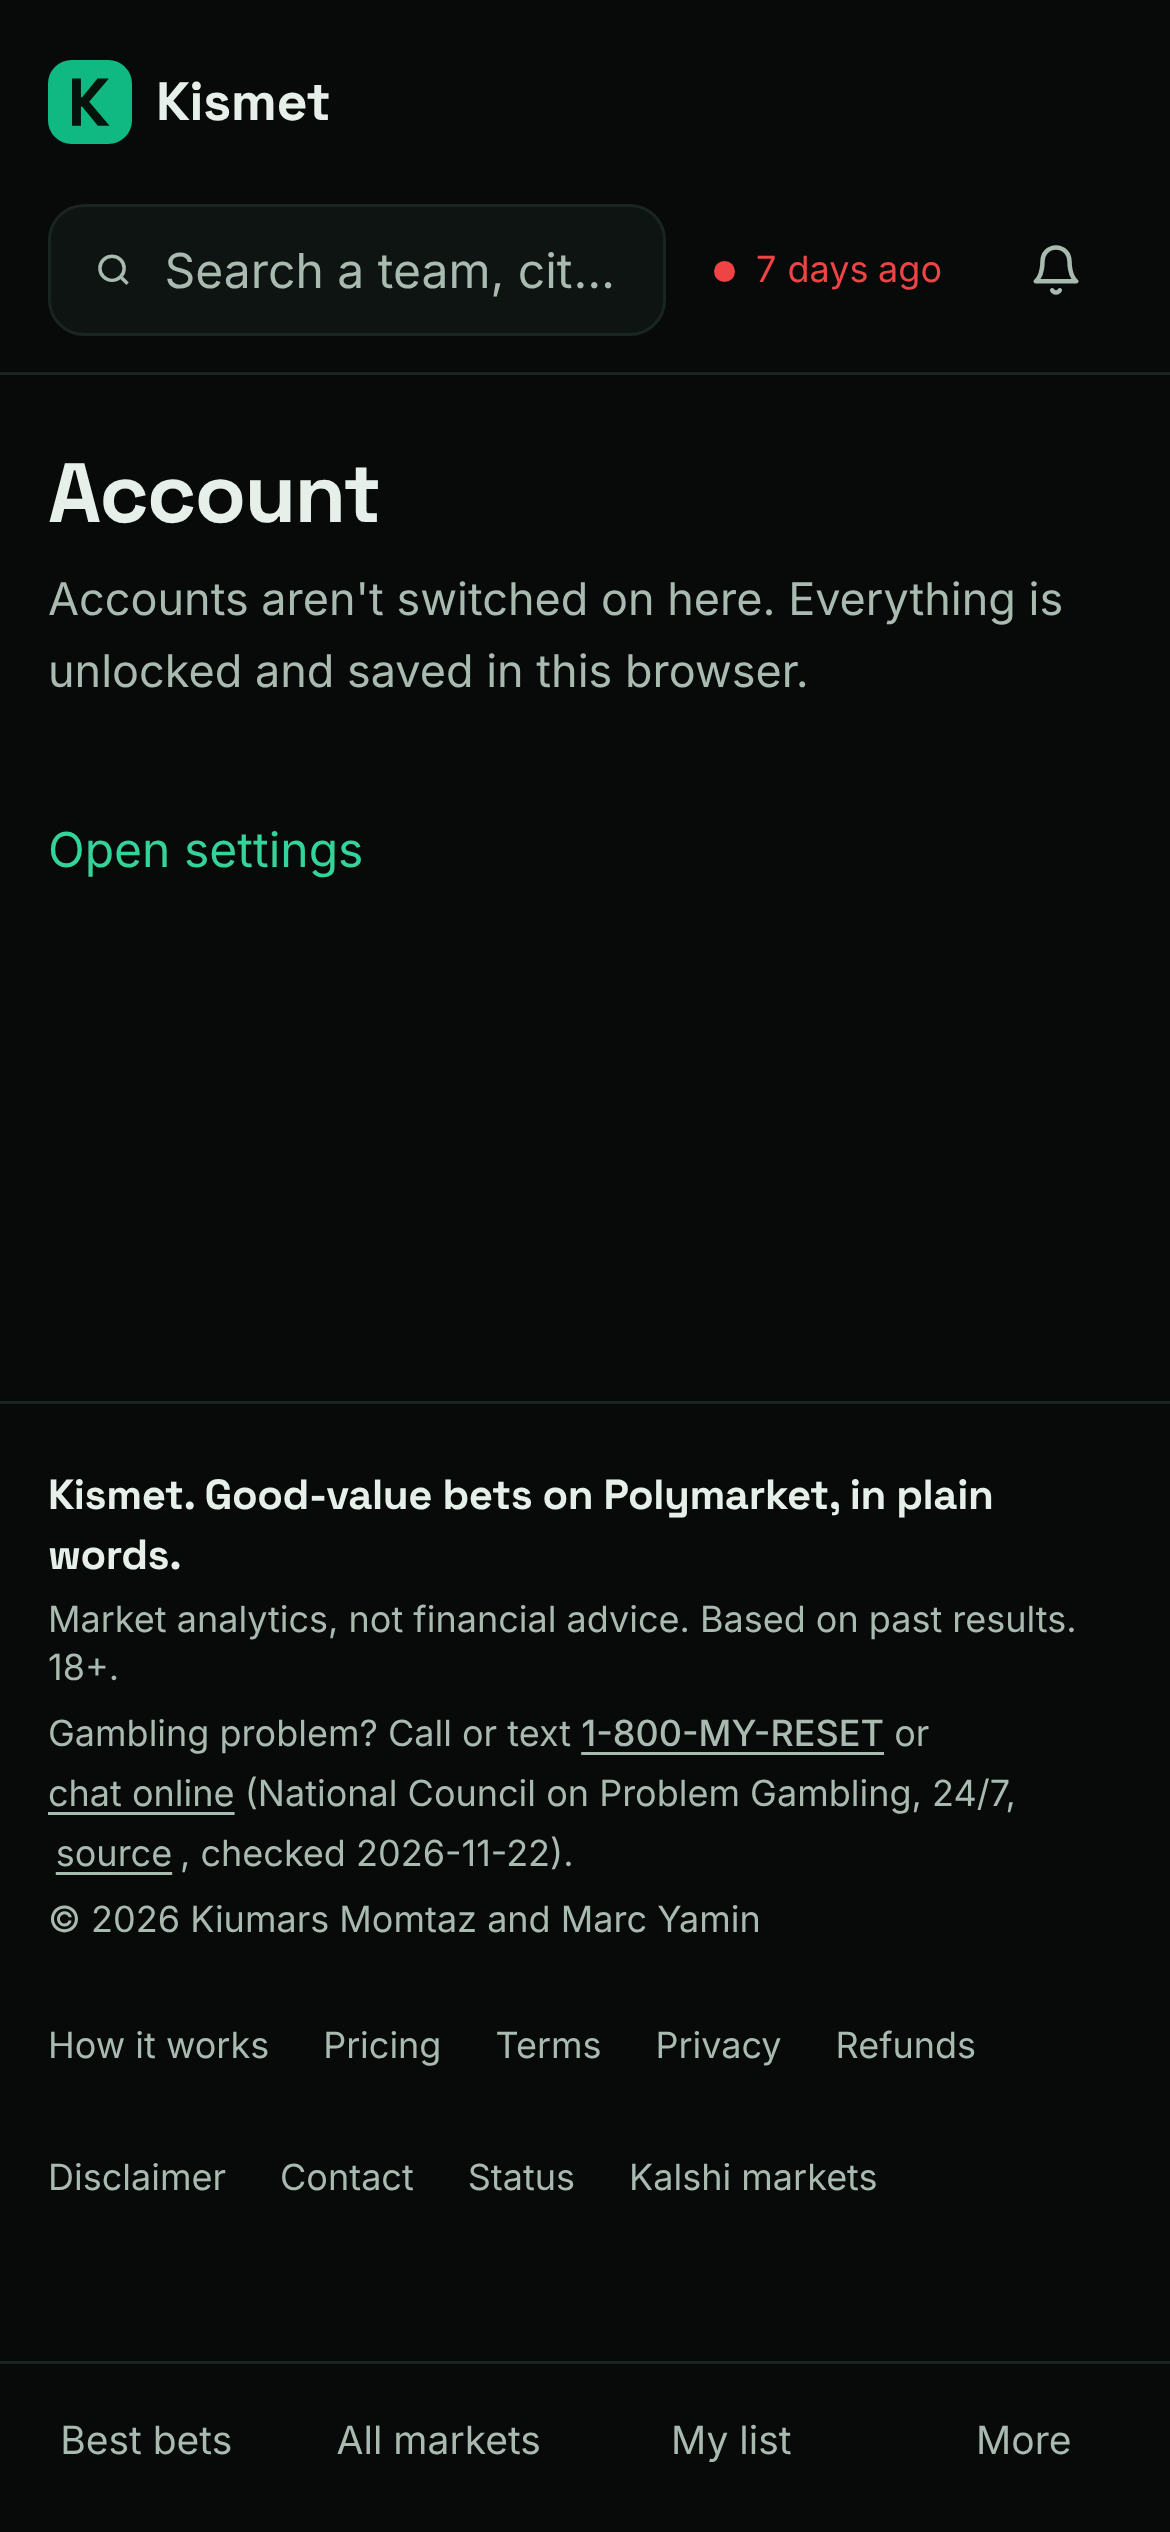 K Kismet
Search a team, cit...
7 days ago
Account
Accounts aren't switched on here. Everything is
unlocked and saved in this browser.
Open settings
Kismet. Good-value bets on Polymarket, in plain
words.
Market analytics, not financial advice. Based on past results.
18+.
Gambling problem? Call or text 1-800-MY-RESET or
chat online (National Council on Problem Gambling, 24/7,
source , checked 2026-11-22).
© 2026 Kiumars Momtaz and Marc Yamin
How it works Pricing Terms Privacy Refunds
Disclaimer Contact Status Kalshi markets
Best bets All markets My list More